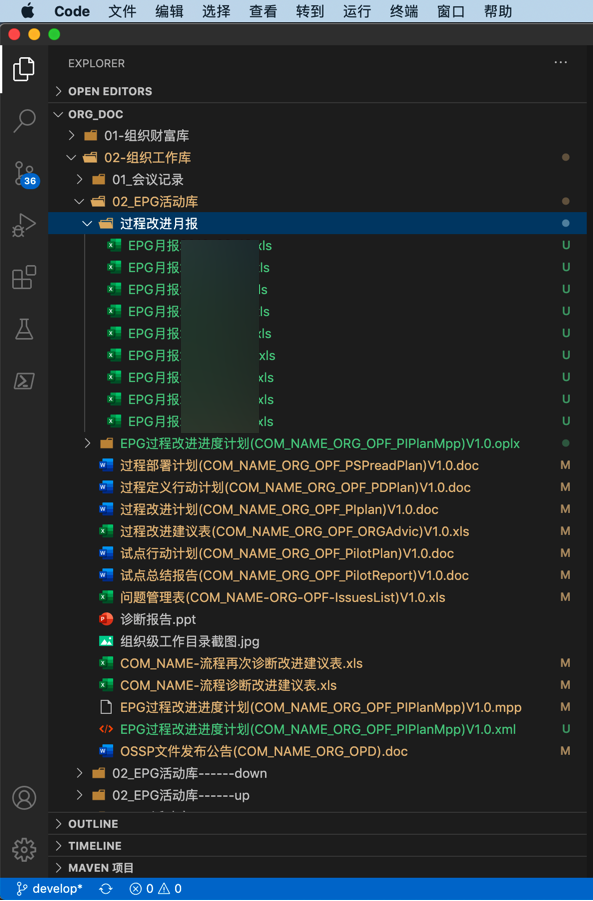 Code 文件 编辑 选择 查看 转到 运行 终端 窗口 帮助
EXPLORER ···
OPEN EDITORS
ORG_DOC
01-组织财富库
02-组织工作库
01_会议记录
02_EPG活动库
过程改进月报
EPG月报 xls U
EPG月报 ls U
EPG月报 ls U
EPG月报 xls U
EPG月报 xls U
EPG月报 xls U
EPG月报 xls U
EPG月报 xls U
EPG月报 xls U
EPG过程改进进度计划(COM_NAME_ORG_OPF_PIPlanMpp)V1.0.oplx
过程部署计划(COM_NAME_ORG_OPF_PSPreadPlan)V1.0.doc M
过程定义行动计划(COM_NAME_ORG_OPF_PDPlan)V1.0.doc M
过程改进计划(COM_NAME_ORG_OPF_PIplan)V1.0.doc M
过程改进建议表(COM_NAME_ORG_OPF_ORGAdvic)V1.0.xls M
试点行动计划(COM_NAME_ORG_OPF_PilotPlan)V1.0.doc M
试点总结报告(COM_NAME_ORG_OPF_PilotReport)V1.0.doc M
问题管理表(COM_NAME-ORG-OPF-IssuesList)V1.0.xls M
诊断报告.ppt
组织级工作目录截图.jpg
COM_NAME-流程再次诊断改进建议表.xls M
COM_NAME-流程诊断改进建议表.xls M
EPG过程改进进度计划(COM_NAME_ORG_OPF_PIPlanMpp)V1.0.mpp M
EPG过程改进进度计划(COM_NAME_ORG_OPF_PIPlanMpp)V1.0.xml U
OSSP文件发布公告(COM_NAME_ORG_OPD).doc M
02_EPG活动库------down
02_EPG活动库------up
OUTLINE
TIMELINE
MAVEN 项目
36
develop* 0 0